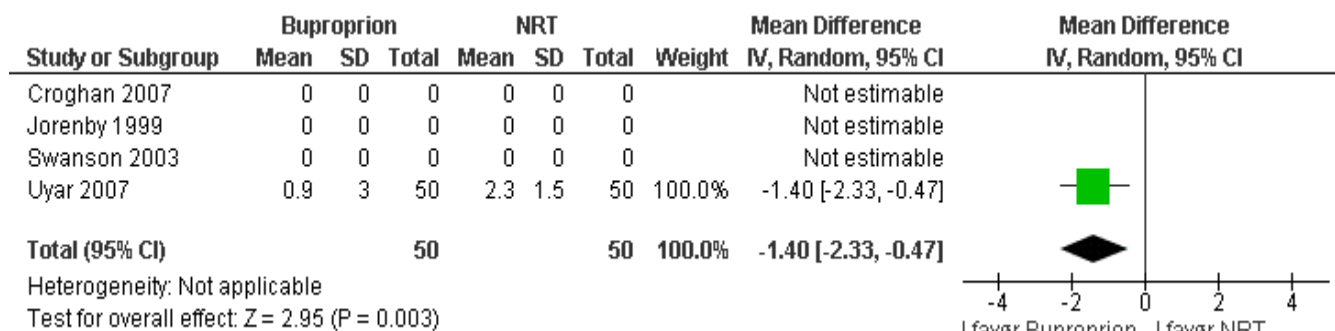 Buproprion NRT Mean Difference Mean Difference
Study or Subgroup Mean SD Total Mean SD Total Weight IV, Random, 95% CI IV, Random, 95% CI
Croghan 2007 0 0 0 0 0 0 Not estimable
Jorenby 1999 0 0 0 0 0 0 Not estimable
Swanson 2003 0 0 0 0 0 0 Not estimable
Uyar 2007 0.9 3 50 2.3 1.5 50 100.0% -1.40 [-2.33, -0.47]
Total (95% CI) 50 50 100.0% -1.40 [-2.33, -0.47]
Heterogeneity: Not applicable
Test for overall effect: Z = 2.95 (P = 0.003)
-4 -2 0 2 4
Buproprion NRT